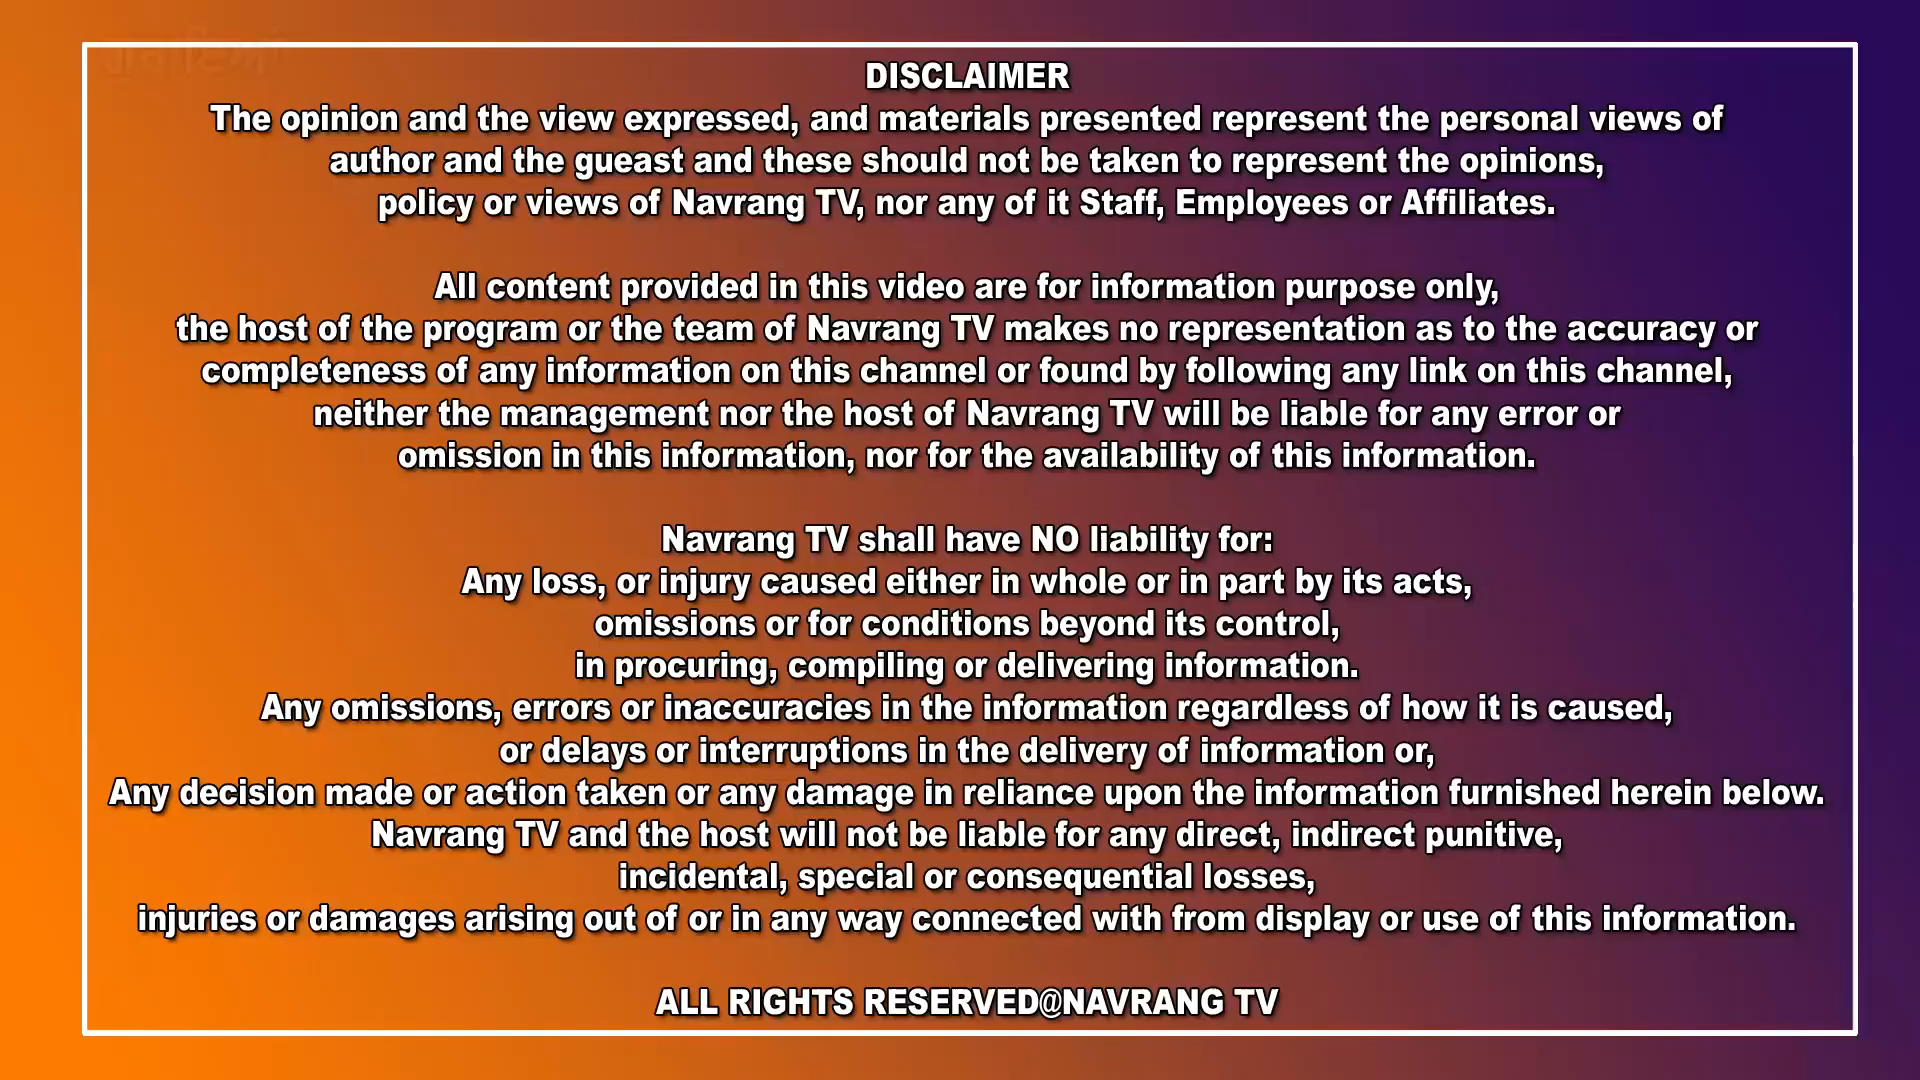 DISCLAIMER
The opinion and the view expressed, and materials presented represent the personal views of
author and the gueast and these should not be taken to represent the opinions,
policy or views of Navrang TV, nor any of it Staff, Employees or Affiliates.
All content provided in this video are for information purpose only,
the host of the program or the team of Navrang TV makes no representation as to the accuracy or
completeness of any information on this channel or found by following any link on this channel,
neither the management nor the host of Navrang TV will be liable for any error or
omission in this information, nor for the availability of this information.
Navrang TV shall have NO liability for:
Any loss, or injury caused either in whole or in part by its acts,
omissions or for conditions beyond its control,
in procuring, compiling or delivering information.
Any omissions, errors or inaccuracies in the information regardless of how it is caused,
or delays or interruptions in the delivery of information or,
Any decision made or action taken or any damage in reliance upon the information furnished herein below.
Navrang TV and the host will not be liable for any direct, indirect punitive,
incidental, special or consequential losses,
injuries or damages arising out of or in any way connected with from display or use of this information.
ALL RIGHTS RESERVED@NAVRANG TV